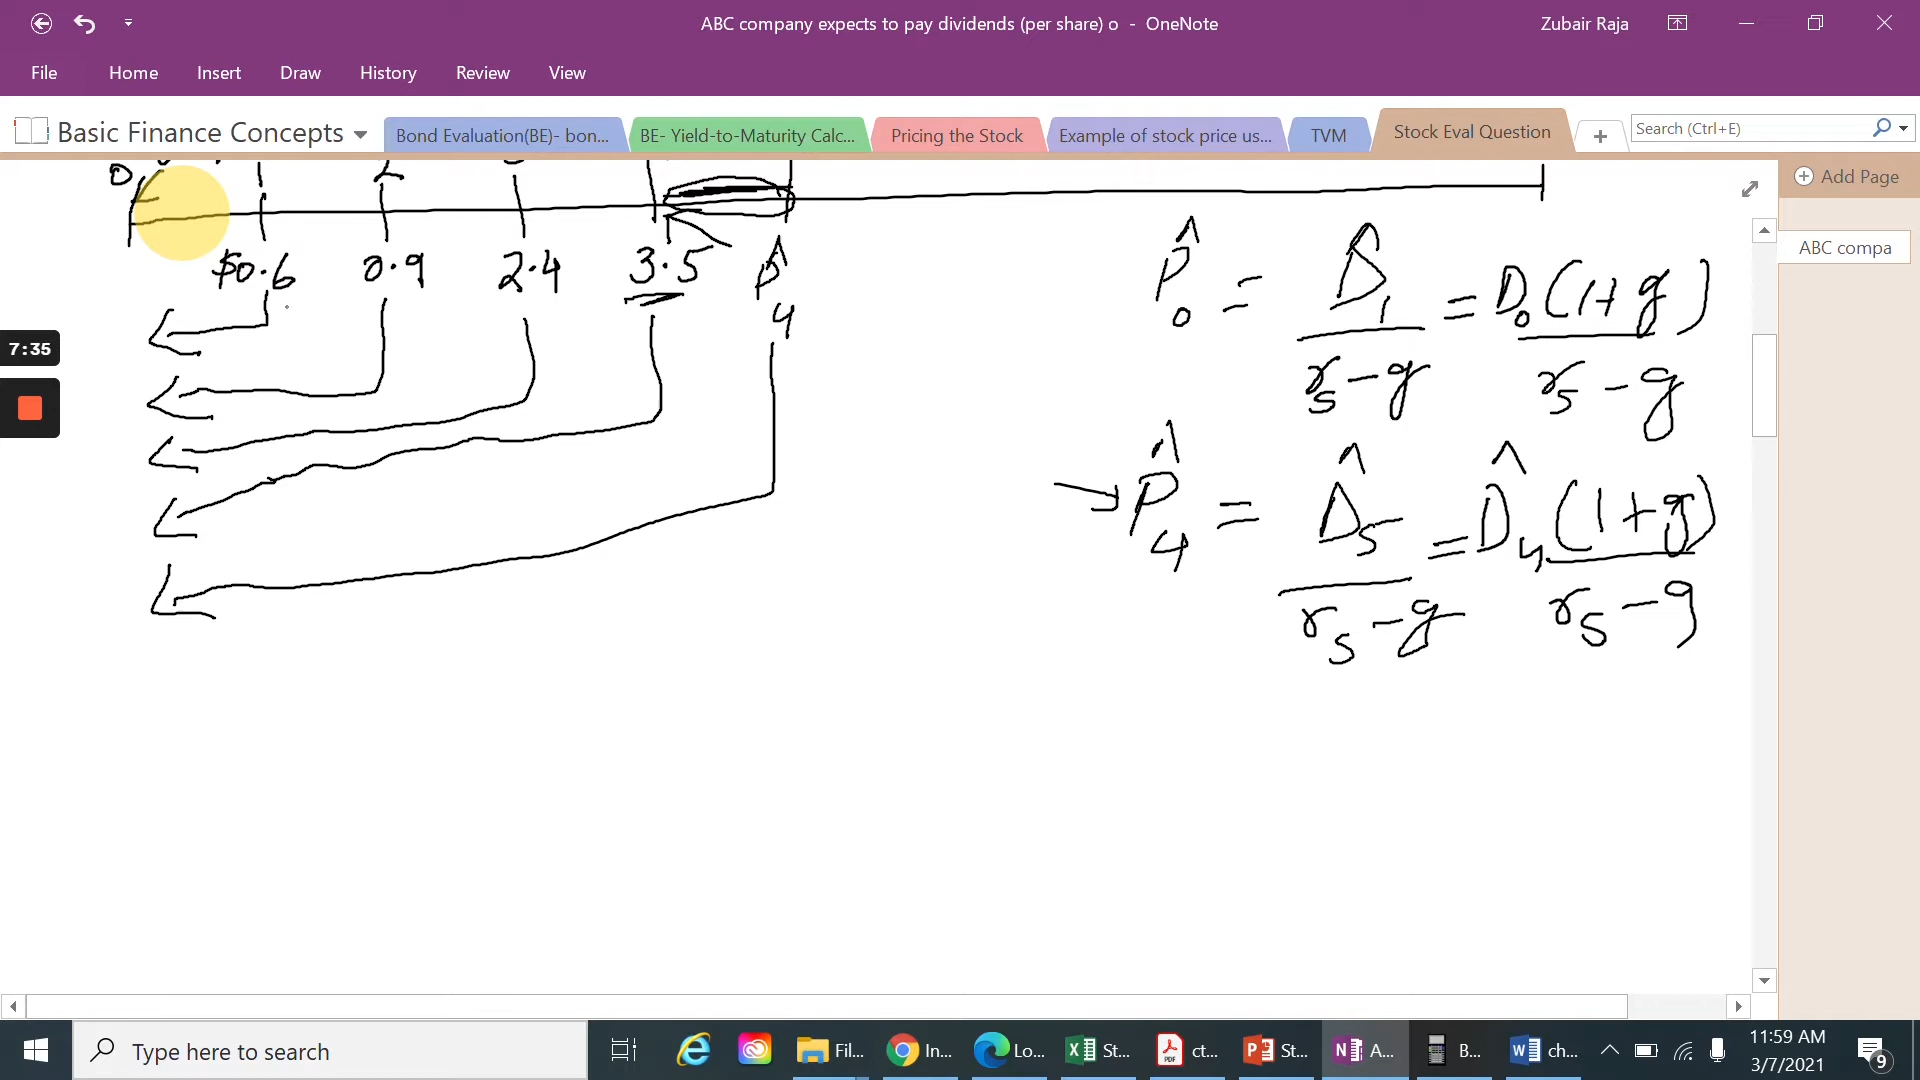 ABC company expects to pay dividends (per share) o - OneNote
Zubair Raja
File Home Insert Draw History Review View
Basic Finance Concepts
Bond Evaluation(BE)- bon...
BE- Yield-to-Maturity Calc...
Pricing the Stock
Example of stock price us...
TVM
Stock Eval Question
Search (Ctrl+E)
Add Page
ABC compa
7:35
0
$0.6 0.9 2.4 3.5 P̂4
P̂0 = D̂1 / rs-g = D0(1+g) / rs-g
P̂4 = D̂5 / rs-g = D̂4(1+g) / rs-g
Type here to search
Fil...
In...
Lo...
St...
ct...
St...
A...
B...
ch...
11:59 AM
3/7/2021
9